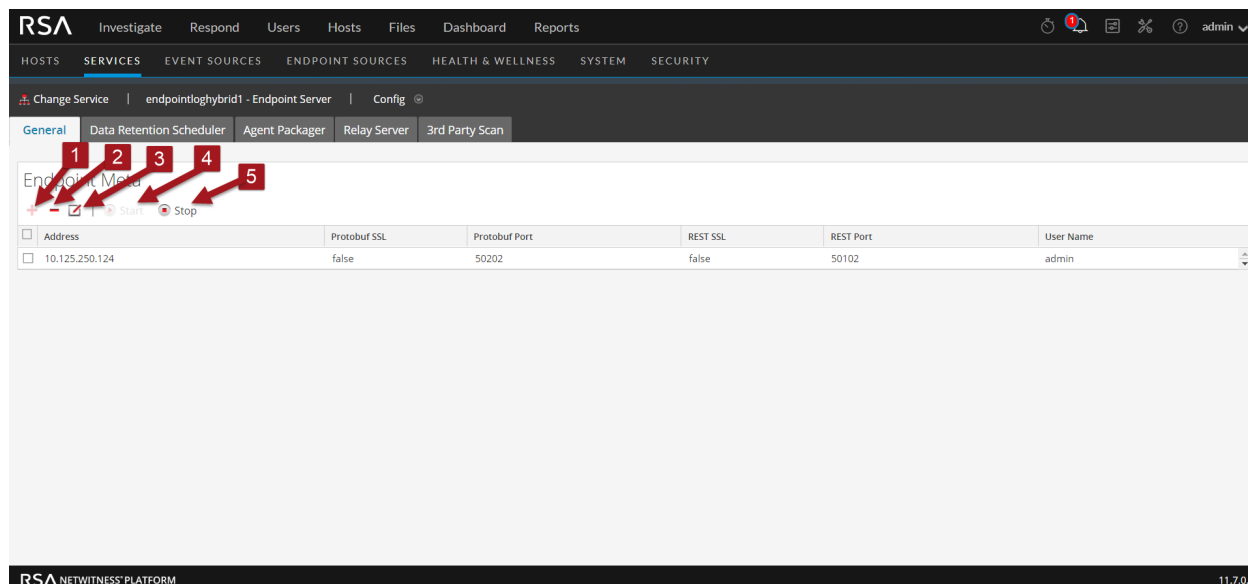 RSA Investigate Respond Users Hosts Files Dashboard Reports 1 admin
HOSTS SERVICES EVENT SOURCES ENDPOINT SOURCES HEALTH & WELLNESS SYSTEM SECURITY
Change Service | endpointloghybrid1 - Endpoint Server | Config
General Data Retention Scheduler Agent Packager Relay Server 3rd Party Scan
1 2 3 4 5
Endpoint Meta
Start Stop
Address Protobuf SSL Protobuf Port REST SSL REST Port User Name
10.125.250.124 false 50202 false 50102 admin
RSA NETWITNESS® PLATFORM 11.7.0